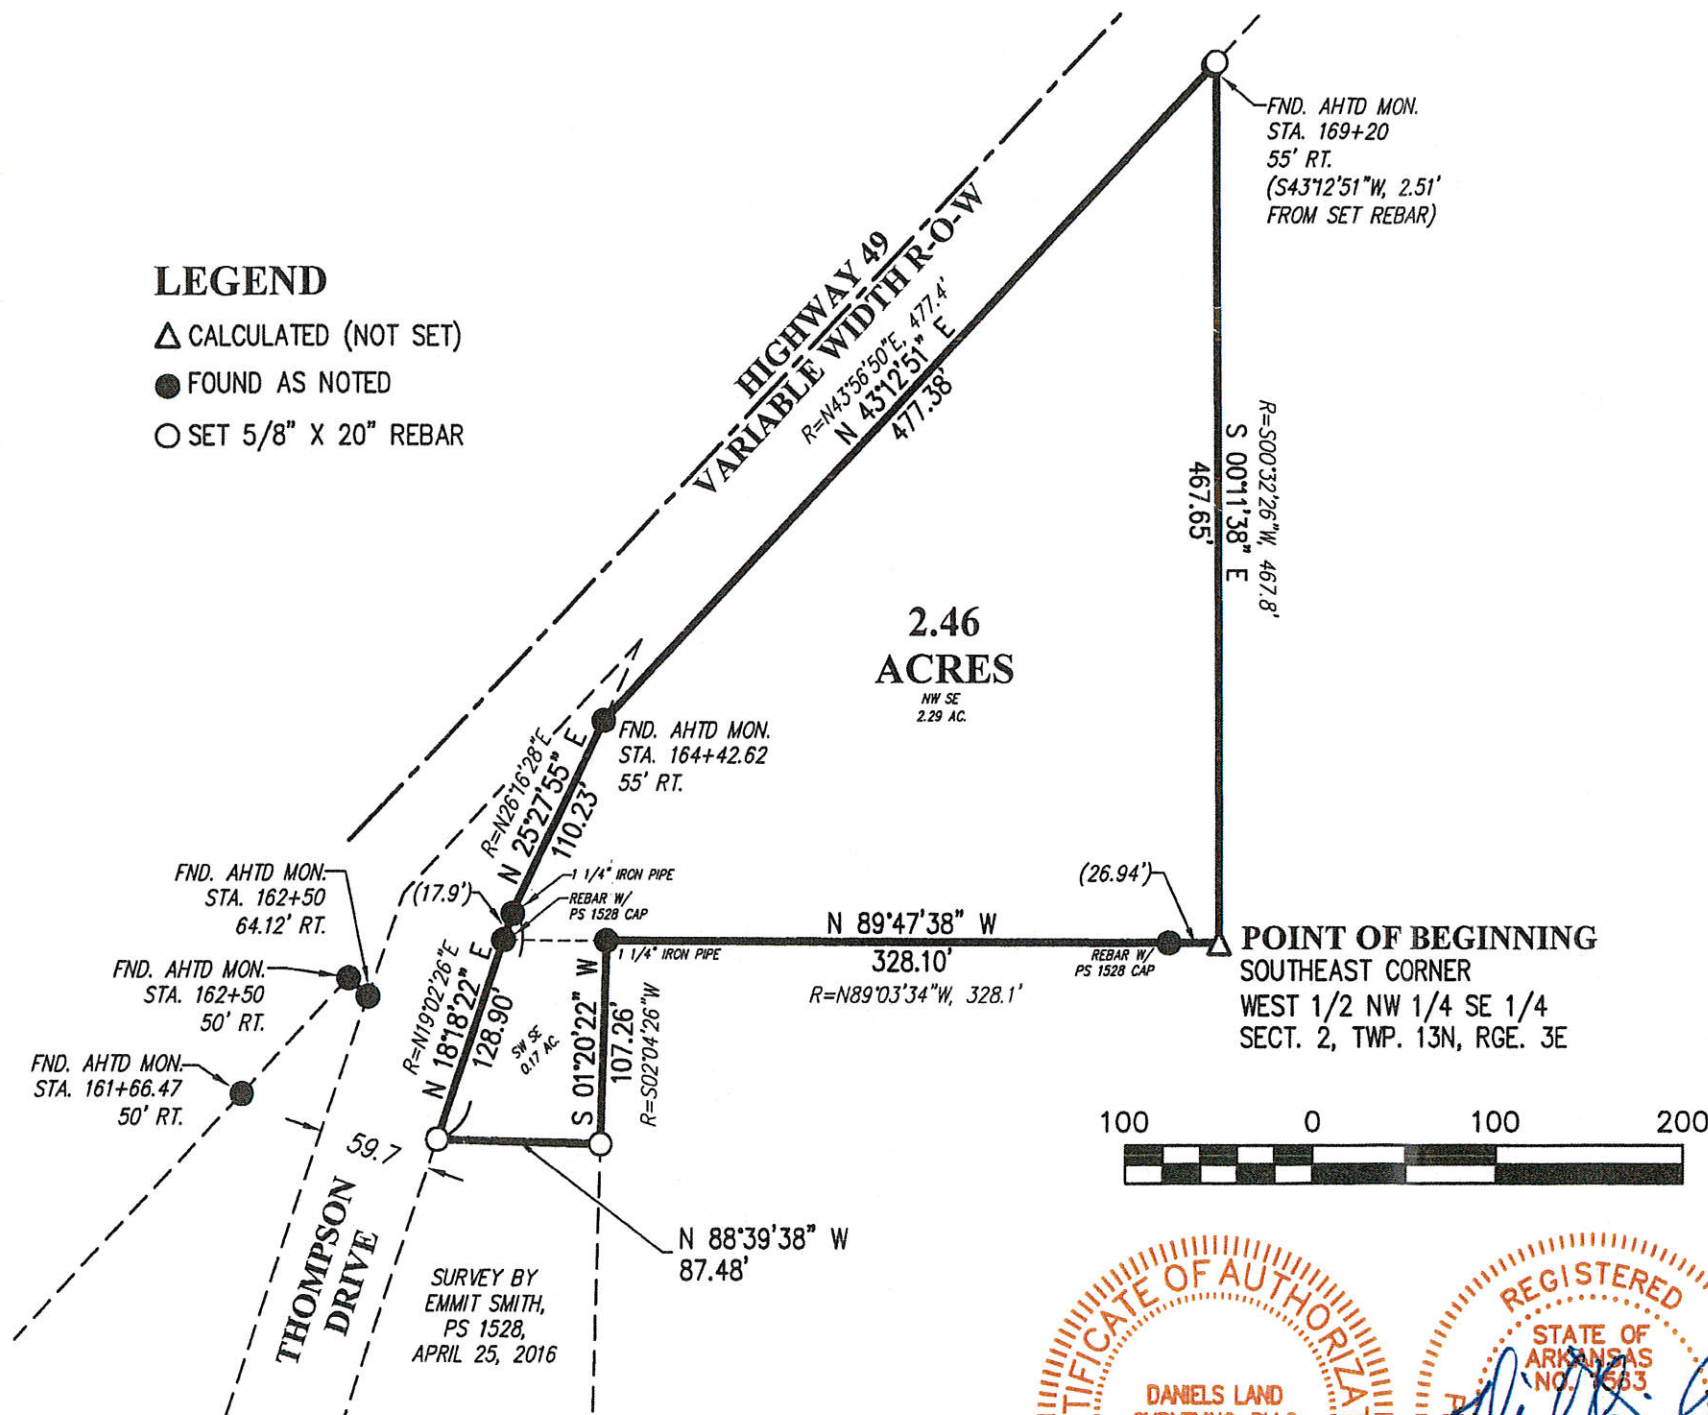 FND. AHTD MON.
STA. 169+20
55' RT.
(S43°12'51"W, 2.51'
FROM SET REBAR)
LEGEND
CALCULATED (NOT SET)
FOUND AS NOTED
SET 5/8" X 20" REBAR
HIGHWAY 49
VARIABLE WIDTH R-O-W
R=N43°56'50"E, 477.4'
N 43°12'51" E
477.38'
R=S00°32'26"W, 467.8'
S 00°11'38" E
467.65'
2.46
ACRES
NW SE
2.29 AC.
FND. AHTD MON.
STA. 164+42.62
55' RT.
R=N26°16'28"E
N 25°27'55" E
110.23'
FND. AHTD MON.
STA. 162+50
64.12' RT.
(17.9')
1 1/4" IRON PIPE
REBAR W/
PS 1528 CAP
1 1/4" IRON PIPE
N 89°47'38" W
328.10'
R=N89°03'34"W, 328.1'
(26.94')
REBAR W/
PS 1528 CAP
POINT OF BEGINNING
SOUTHEAST CORNER
WEST 1/2 NW 1/4 SE 1/4
SECT. 2, TWP. 13N, RGE. 3E
FND. AHTD MON.
STA. 162+50
50' RT.
FND. AHTD MON.
STA. 161+66.47
50' RT.
R=N19°02'26"E
N 18°18'22" E
128.90'
SW SE
0.17 AC.
S 01°20'22" W
107.26'
R=S02°04'26"W
59.7
THOMPSON
DRIVE
N 88°39'38" W
87.48'
SURVEY BY
EMMIT SMITH,
PS 1528,
APRIL 25, 2016
100 0 100 200
TIFICATE OF AUTHORIZA
DANIELS LAND
REGISTERED
STATE OF
ARKANSAS
NO.